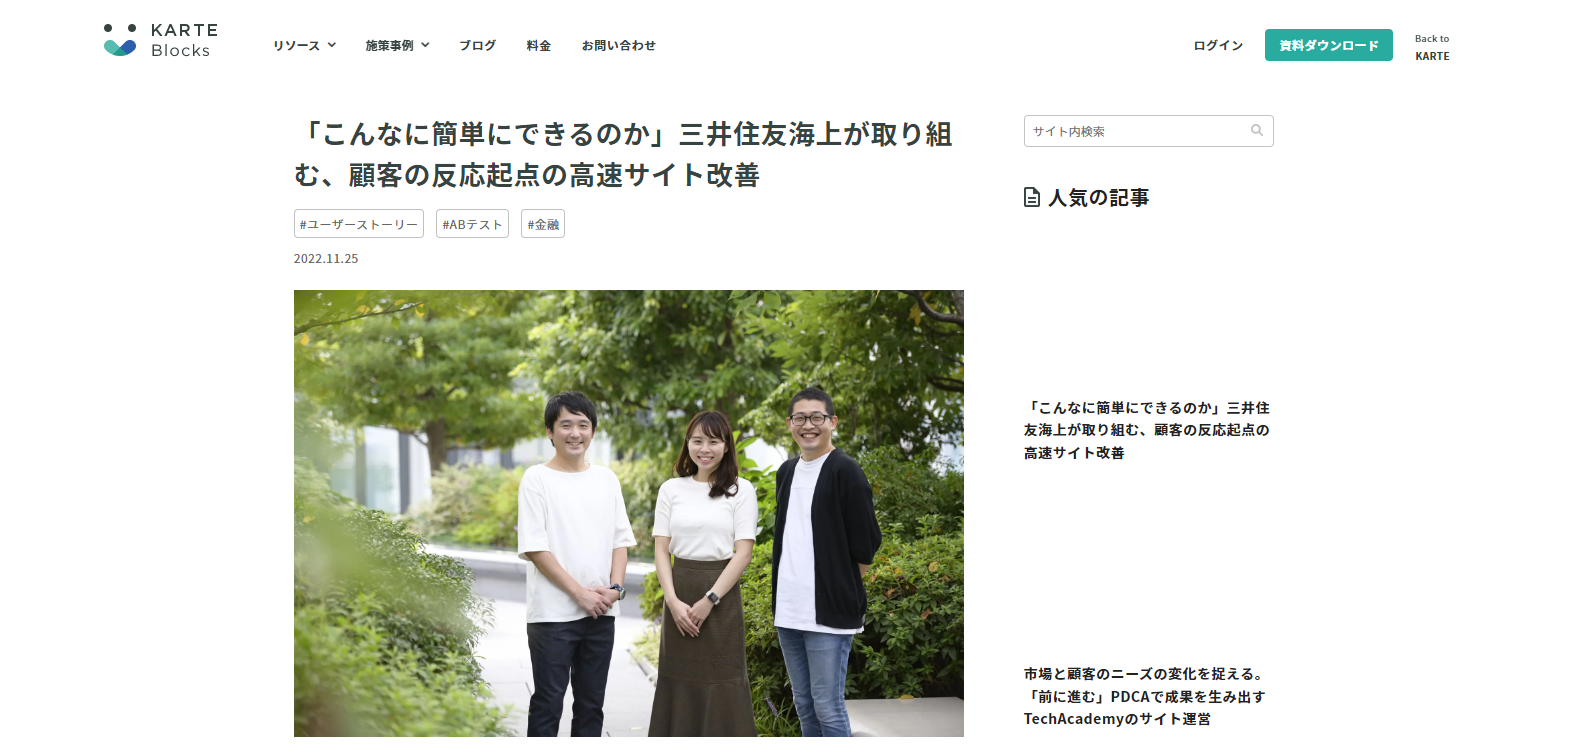 KARTE
Blocks
リソース
施策事例
ブログ
料金
お問い合わせ
ログイン
資料ダウンロード
Back to
KARTE
「こんなに簡単にできるのか」三井住友海上が取り組
む、顧客の反応起点の高速サイト改善
#ユーザーストーリー
#ABテスト
#金融
2022.11.25
サイト内検索
人気の記事
「こんなに簡単にできるのか」三井住
友海上が取り組む、顧客の反応起点の
高速サイト改善
市場と顧客のニーズの変化を捉える。
「前に進む」PDCAで成果を生み出す
TechAcademyのサイト運営